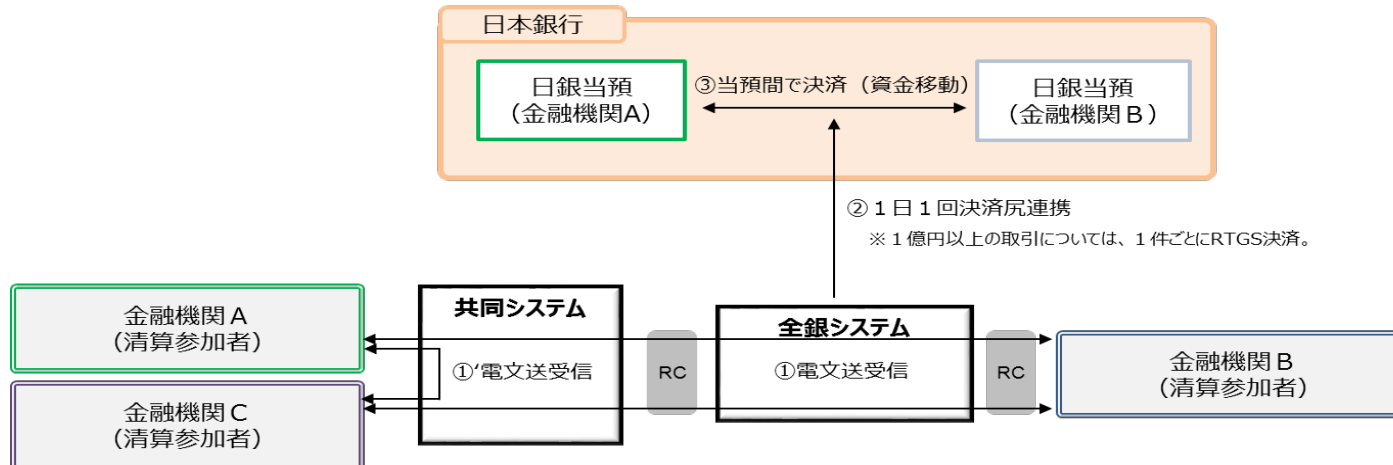 日本銀行
日銀当預
(金融機関A)
③当預間で決済（資金移動）
日銀当預
(金融機関Ｂ)
②１日１回決済尻連携
※１億円以上の取引については、１件ごとにRTGS決済。
金融機関Ａ
(清算参加者)
共同システム
①’電文送受信
RC
全銀システム
①電文送受信
RC
金融機関Ｂ
(清算参加者)
金融機関Ｃ
(清算参加者)